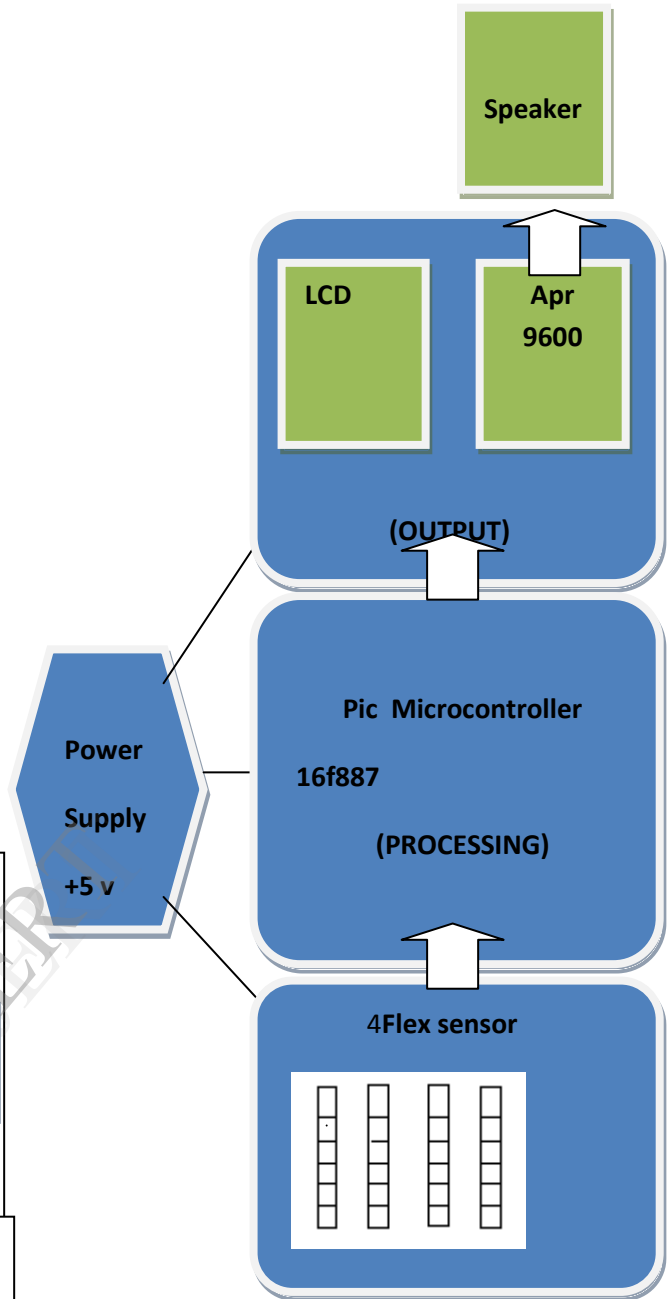 Speaker
LCD
Apr
9600
(OUTPUT)
Pic Microcontroller
16f887
(PROCESSING)
Power
Supply
+5 v
4Flex sensor